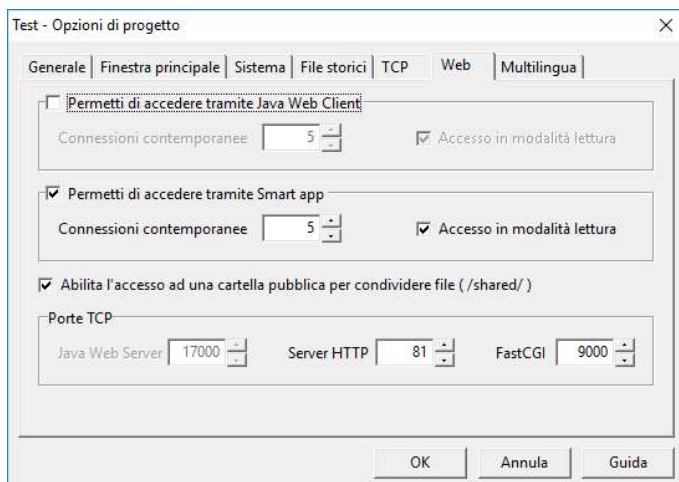 Test - Opzioni di progetto
Generale Finestra principale Sistema File storici TCP Web Multilingua
Permetti di accedere tramite Java Web Client
Connessioni contemporanee 5 Accesso in modalità lettura
Permetti di accedere tramite Smart app
Connessioni contemporanee 5 Accesso in modalità lettura
Abilita l'accesso ad una cartella pubblica per condividere file ( /shared/ )
Porte TCP
Java Web Server 17000 Server HTTP 81 FastCGI 9000
OK Annulla Guida